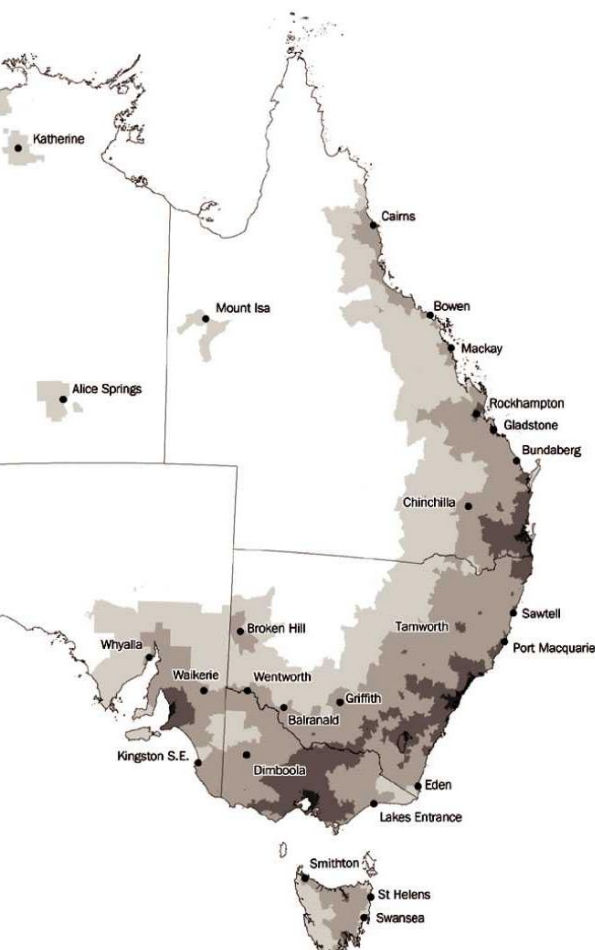 Katherine
Cairns
Mount Isa
Bowen
Mackay
Alice Springs
Rockhampton
Gladstone
Bundaberg
Chinchilla
Sawtell
Broken Hill
Tamworth
Port Macquarie
Whyalla
Waikerie
Wentworth
Griffith
Balranald
Kingston S.E.
Dimboola
Eden
Lakes Entrance
Smithton
St Helens
Swansea